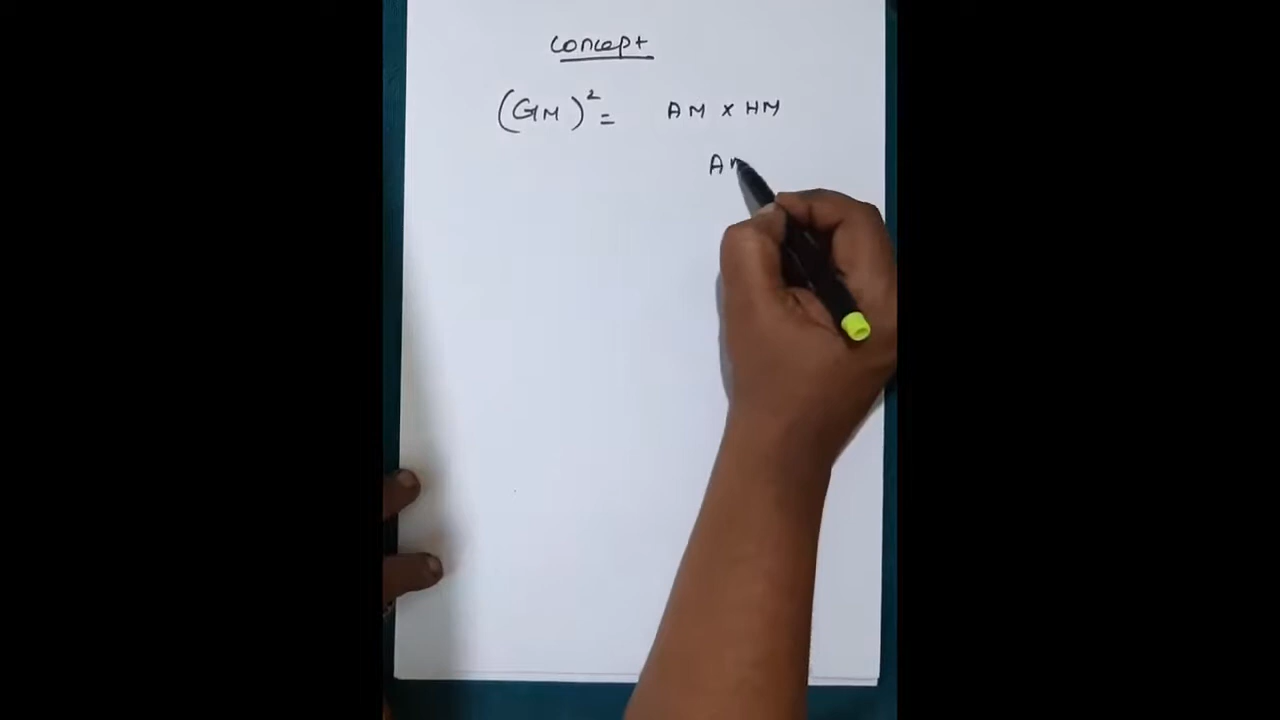 concept
(GM)² = AM x HM
A